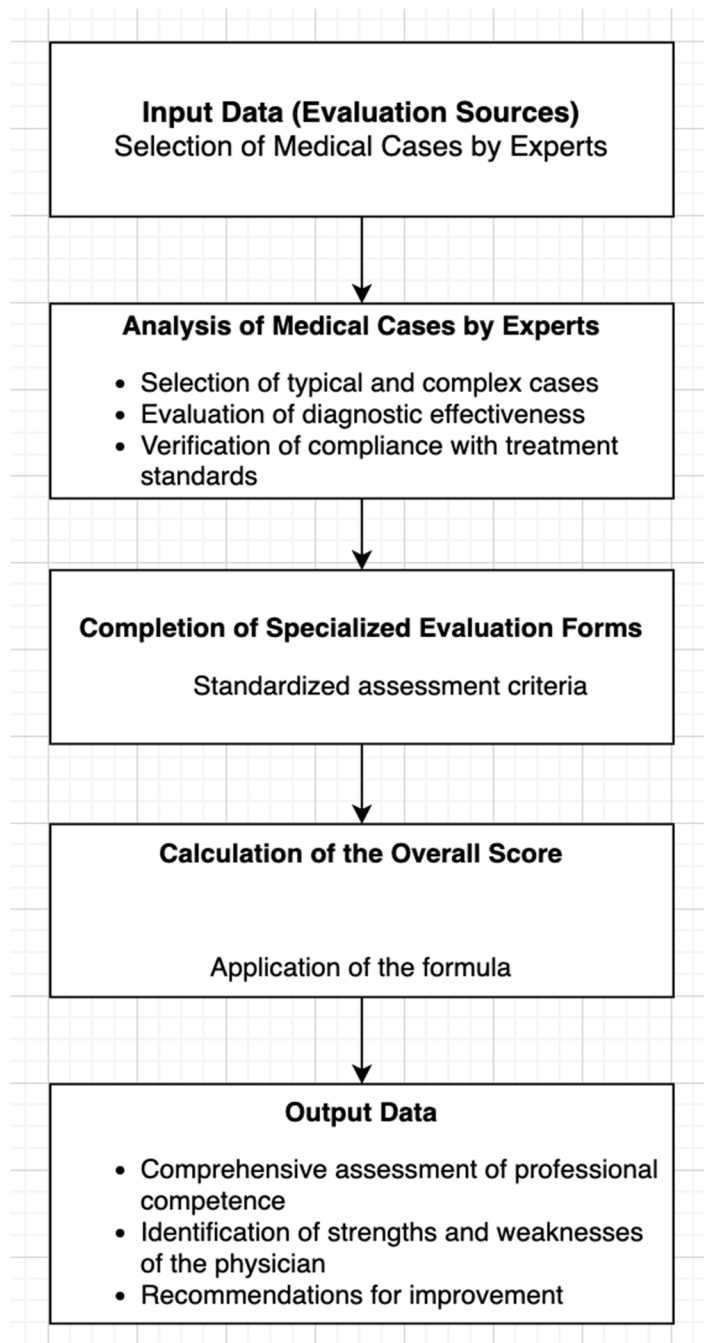 Input Data (Evaluation Sources)
Selection of Medical Cases by Experts
Analysis of Medical Cases by Experts
• Selection of typical and complex cases
• Evaluation of diagnostic effectiveness
• Verification of compliance with treatment
standards
Completion of Specialized Evaluation Forms
Standardized assessment criteria
Calculation of the Overall Score
Application of the formula
Output Data
• Comprehensive assessment of professional
competence
• Identification of strengths and weaknesses
of the physician
• Recommendations for improvement